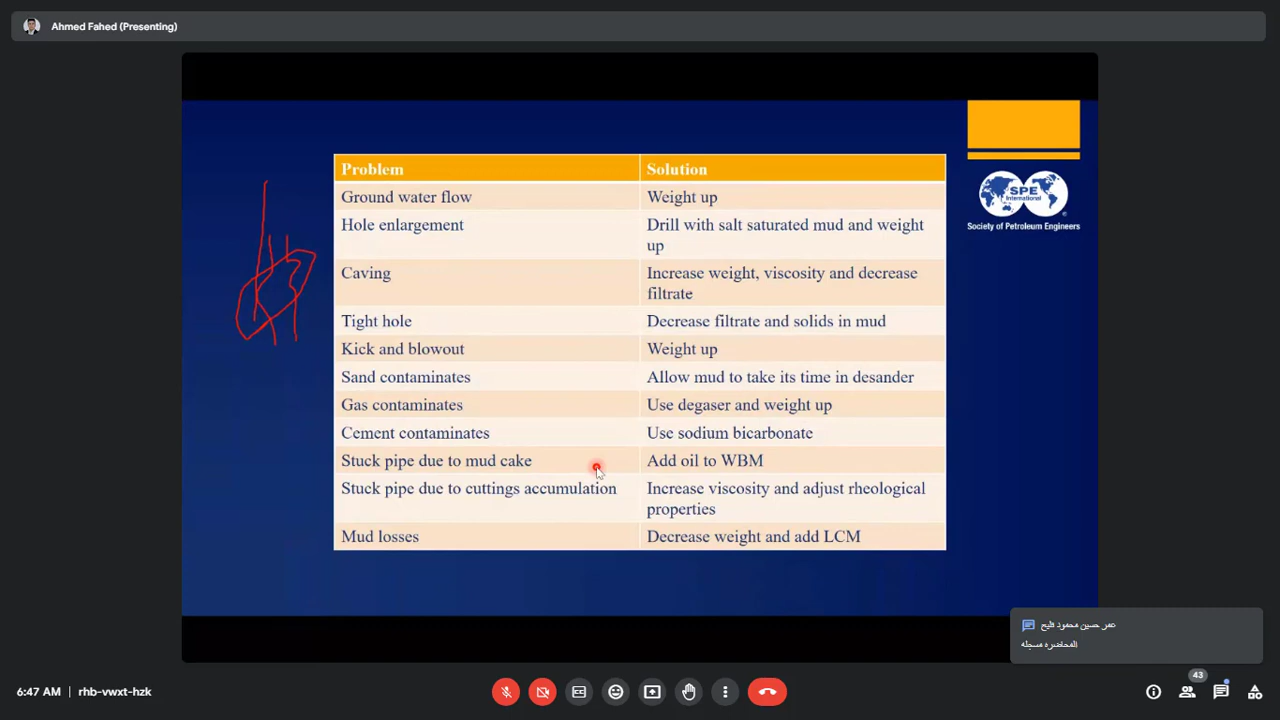 Ahmed Fahed (Presenting)
SPE
International
Society of Petroleum Engineers
Problem Solution
Ground water flow Weight up
Hole enlargement Drill with salt saturated mud and weight
up
Caving Increase weight, viscosity and decrease
filtrate
Tight hole Decrease filtrate and solids in mud
Kick and blowout Weight up
Sand contaminates Allow mud to take its time in desander
Gas contaminates Use degaser and weight up
Cement contaminates Use sodium bicarbonate
Stuck pipe due to mud cake Add oil to WBM
Stuck pipe due to cuttings accumulation Increase viscosity and adjust rheological
properties
Mud losses Decrease weight and add LCM
عمر حسين محمود فليح
المحاضره مسجله
6:47 AM | rhb-vwxt-hzk
43